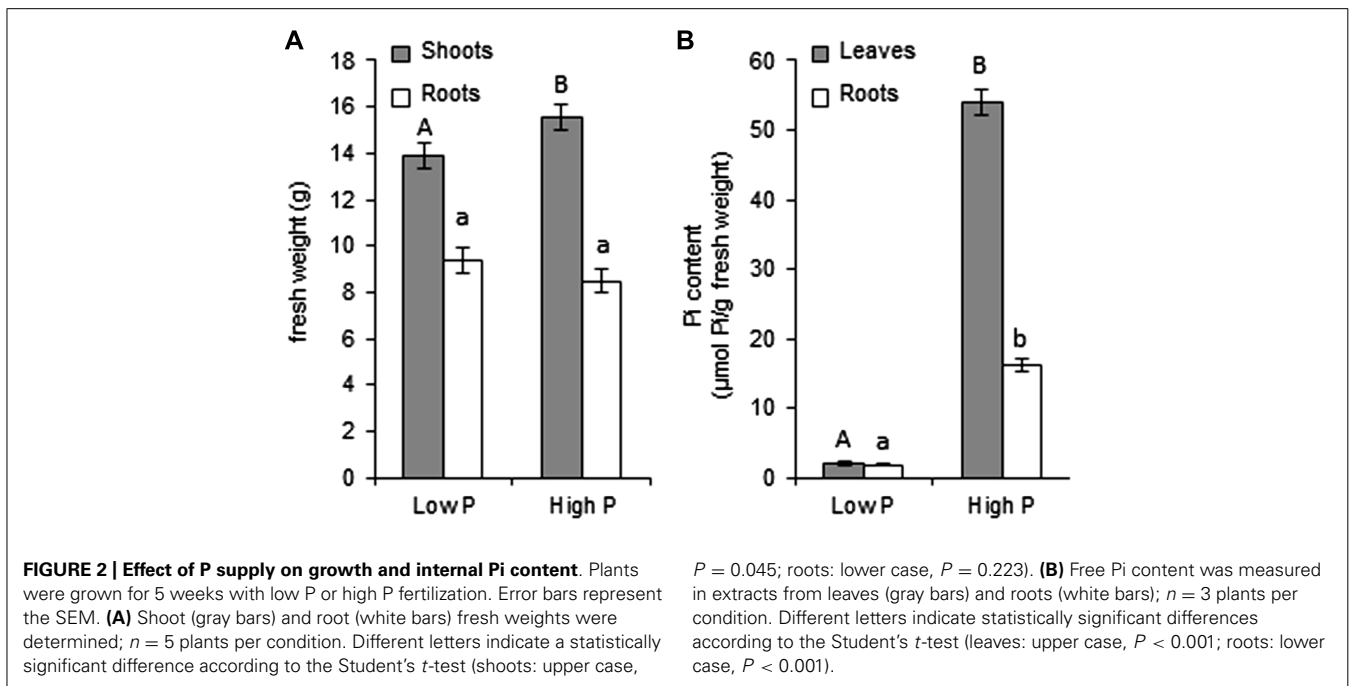 A
fresh weight (g)
18
16
14
12
10
8
6
4
2
0
Shoots
Roots
A
a
B
a
Low P
High P
B
Pi content
(µmol Pi/g fresh weight)
60
50
40
30
20
10
0
Leaves
Roots
A
a
B
b
Low P
High P
FIGURE 2 | Effect of P supply on growth and internal Pi content. Plants
were grown for 5 weeks with low P or high P fertilization. Error bars represent
the SEM. (A) Shoot (gray bars) and root (white bars) fresh weights were
determined; n = 5 plants per condition. Different letters indicate a statistically
significant difference according to the Student's t-test (shoots: upper case,
P = 0.045; roots: lower case, P = 0.223). (B) Free Pi content was measured
in extracts from leaves (gray bars) and roots (white bars); n = 3 plants per
condition. Different letters indicate statistically significant differences
according to the Student's t-test (leaves: upper case, P < 0.001; roots: lower
case, P < 0.001).